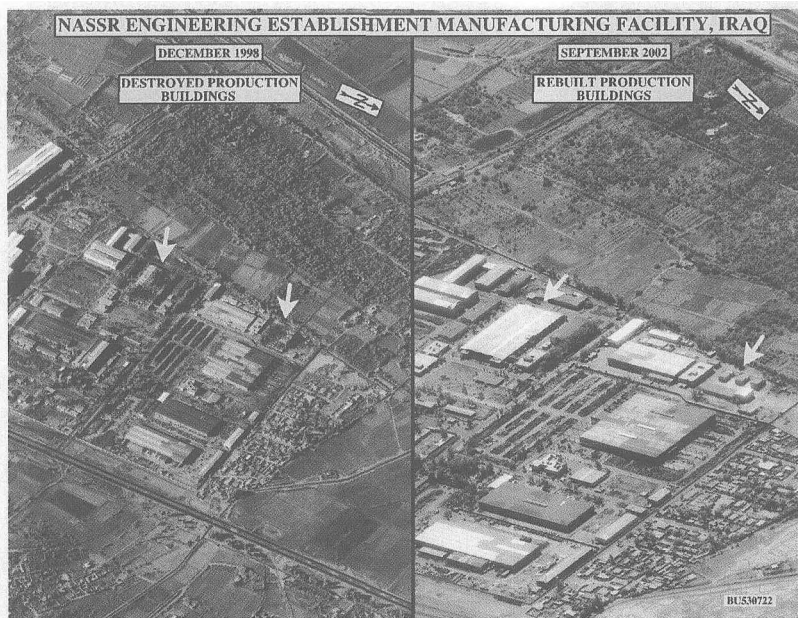 NASSR ENGINEERING ESTABLISHMENT MANUFACTURING FACILITY, IRAQ
DECEMBER 1998
DESTROYED PRODUCTION
BUILDINGS
N
SEPTEMBER 2002
REBUILT PRODUCTION
BUILDINGS
N
BU530722